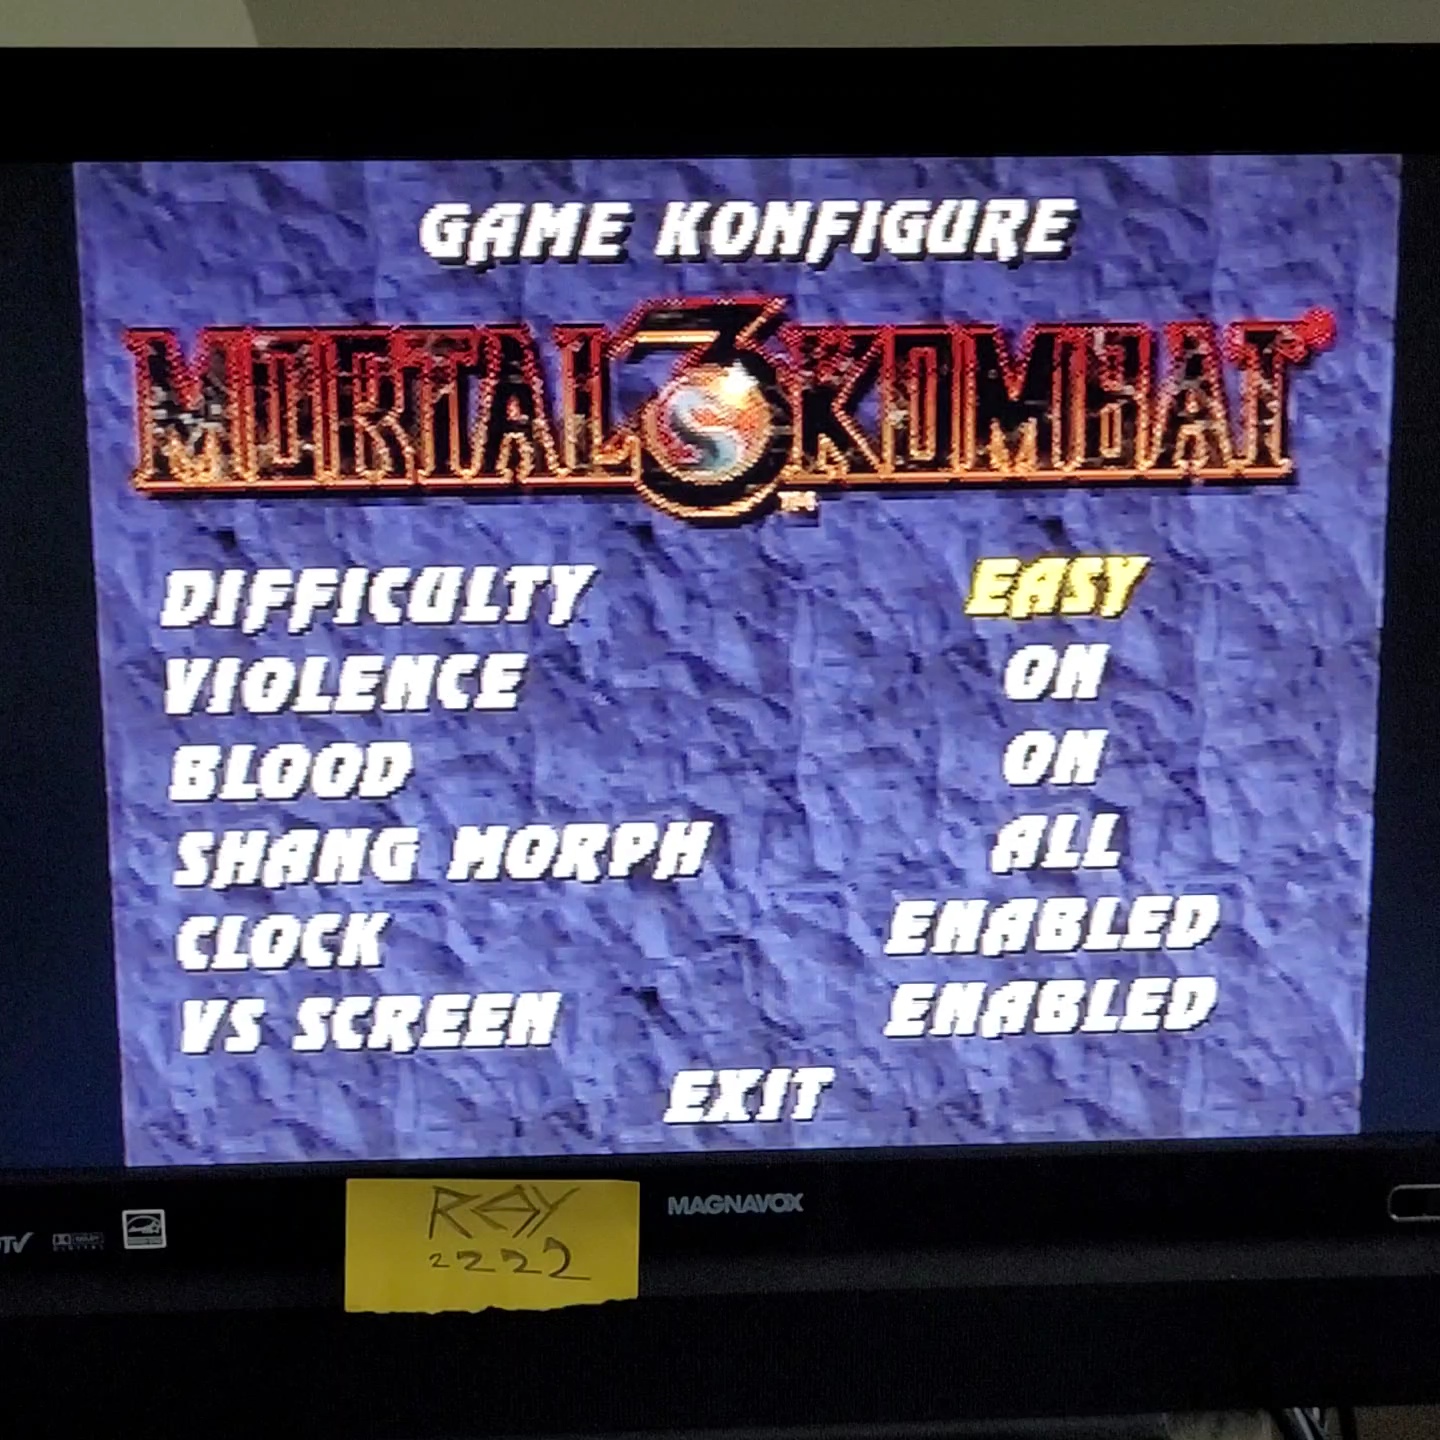 GAME KONFIGURE
MORTAL 3 KOMBAT
TM
DIFFICULTY EASY
VIOLENCE ON
BLOOD ON
SHANG MORPH ALL
CLOCK ENABLED
VS SCREEN ENABLED
EXIT
RAY
2222
MAGNAVOX